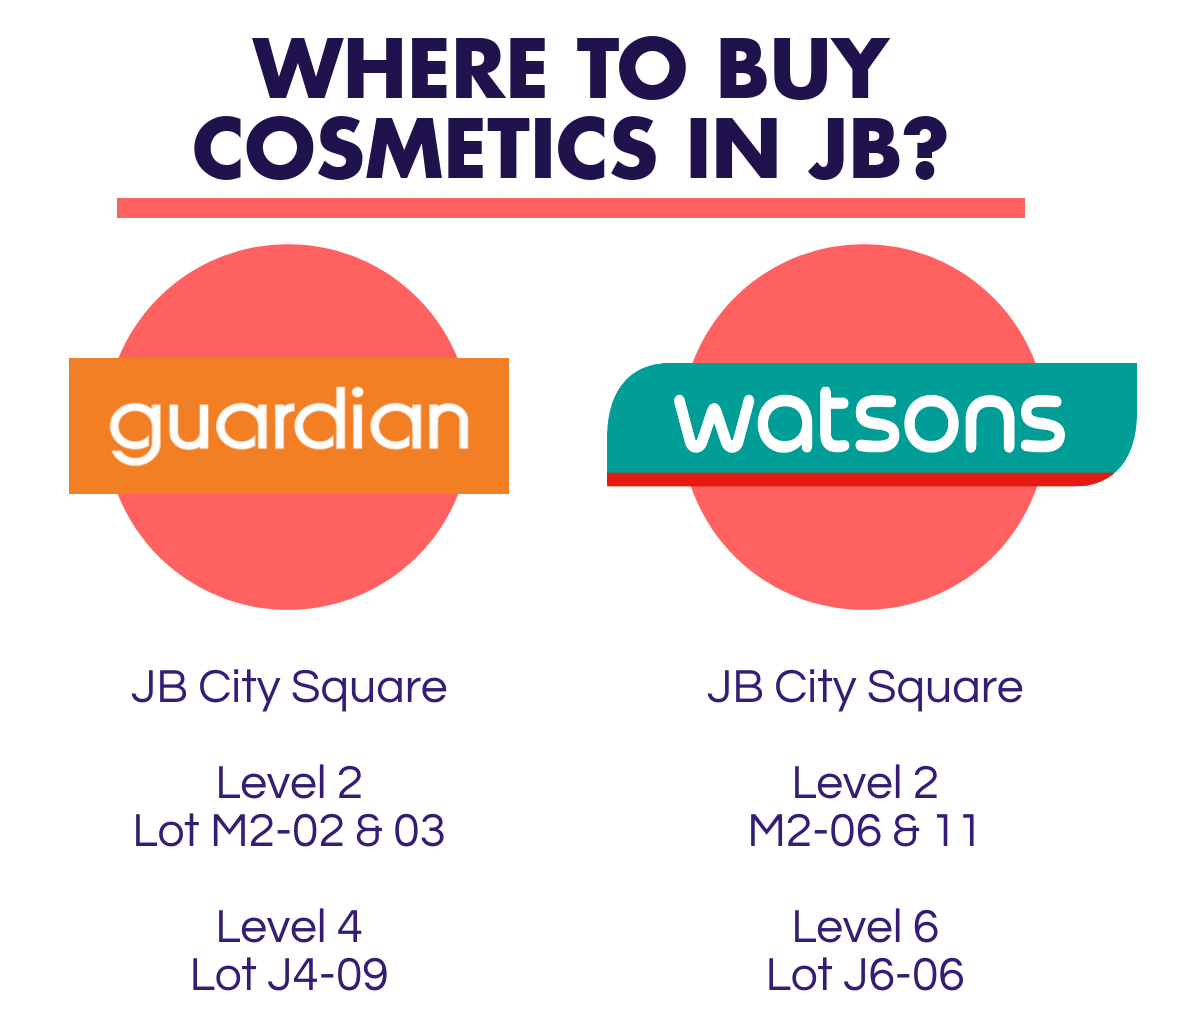 WHERE TO BUY
COSMETICS IN JB?
guardian
JB City Square
Level 2
Lot M2-02 & 03
Level 4
Lot J4-09
watsons
JB City Square
Level 2
M2-06 & 11
Level 6
Lot J6-06